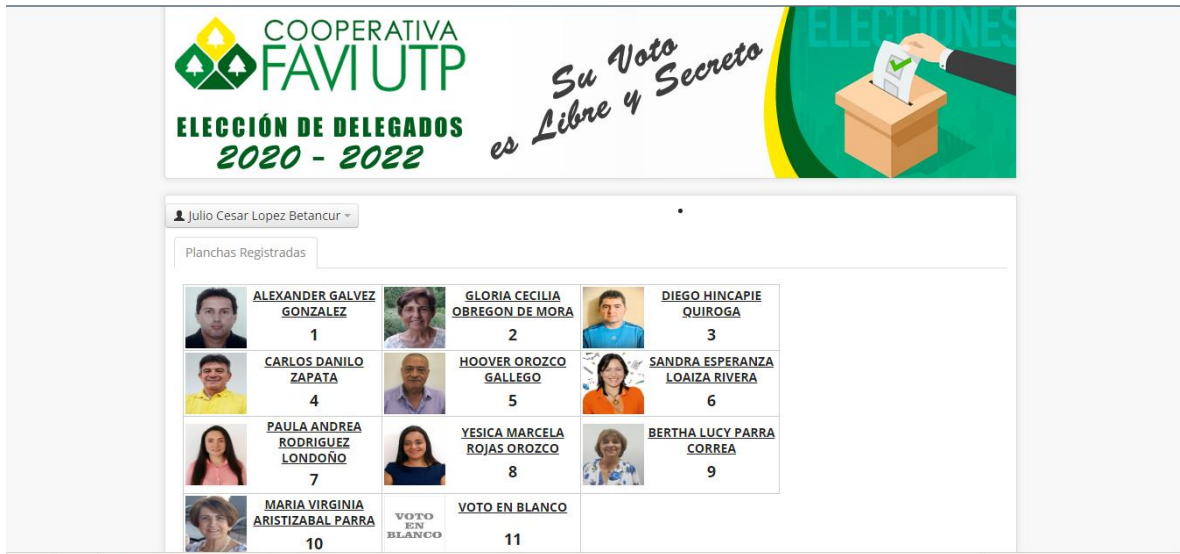 COOPERATIVA
FAVI UTP
ELECCIÓN DE DELEGADOS
2020 - 2022
Su Voto
es Libre y Secreto
ELECCIONES
Julio Cesar Lopez Betancur
Planchas Registradas
ALEXANDER GALVEZ
GONZALEZ
1
GLORIA CECILIA
OBREGON DE MORA
2
DIEGO HINCAPIE
QUIROGA
3
CARLOS DANILO
ZAPATA
4
HOOVER OROZCO
GALLEGO
5
SANDRA ESPERANZA
LOAIZA RIVERA
6
PAULA ANDREA
RODRIGUEZ
LONDOÑO
7
YESICA MARCELA
ROJAS OROZCO
8
BERTHA LUCY PARRA
CORREA
9
MARIA VIRGINIA
ARISTIZABAL PARRA
10
VOTO
EN
BLANCO
VOTO EN BLANCO
11